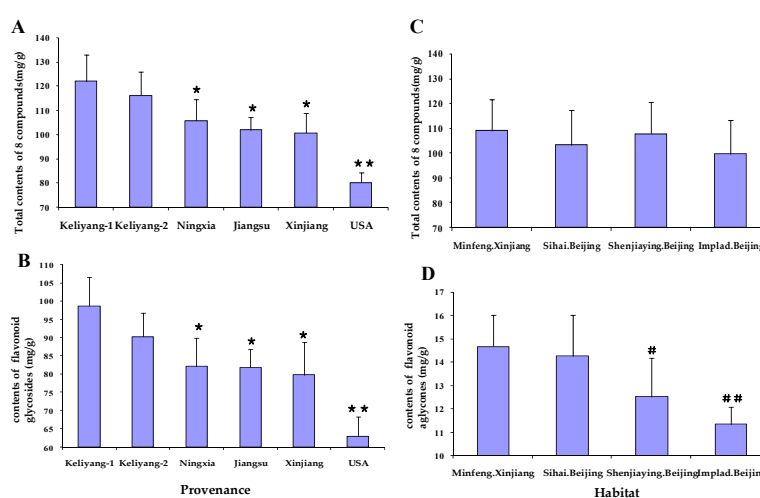 A
Total contents of 8 compounds(mg/g)
140
130
120
110
100
90
80
70
*
*
*
**
Keliyang-1 Keliyang-2 Ningxia Jiangsu Xinjiang USA
B
contents of flavonoid
glycosides (mg/g)
110
105
100
95
90
85
80
75
70
65
60
*
*
*
**
Keliyang-1 Keliyang-2 Ningxia Jiangsu Xinjiang USA
Provenance
C
Total contents of 8 compounds(mg/g)
140
130
120
110
100
90
80
70
Minfeng.Xinjiang Sihai.Beijing Shenjiaying.Beijing Implad.Beijing
D
contents of flavonoid
aglycones (mg/g)
17
16
15
14
13
12
11
10
#
##
Minfeng.Xinjiang Sihai.Beijing Shenjiaying.Beijing Implad.Beijing
Habitat